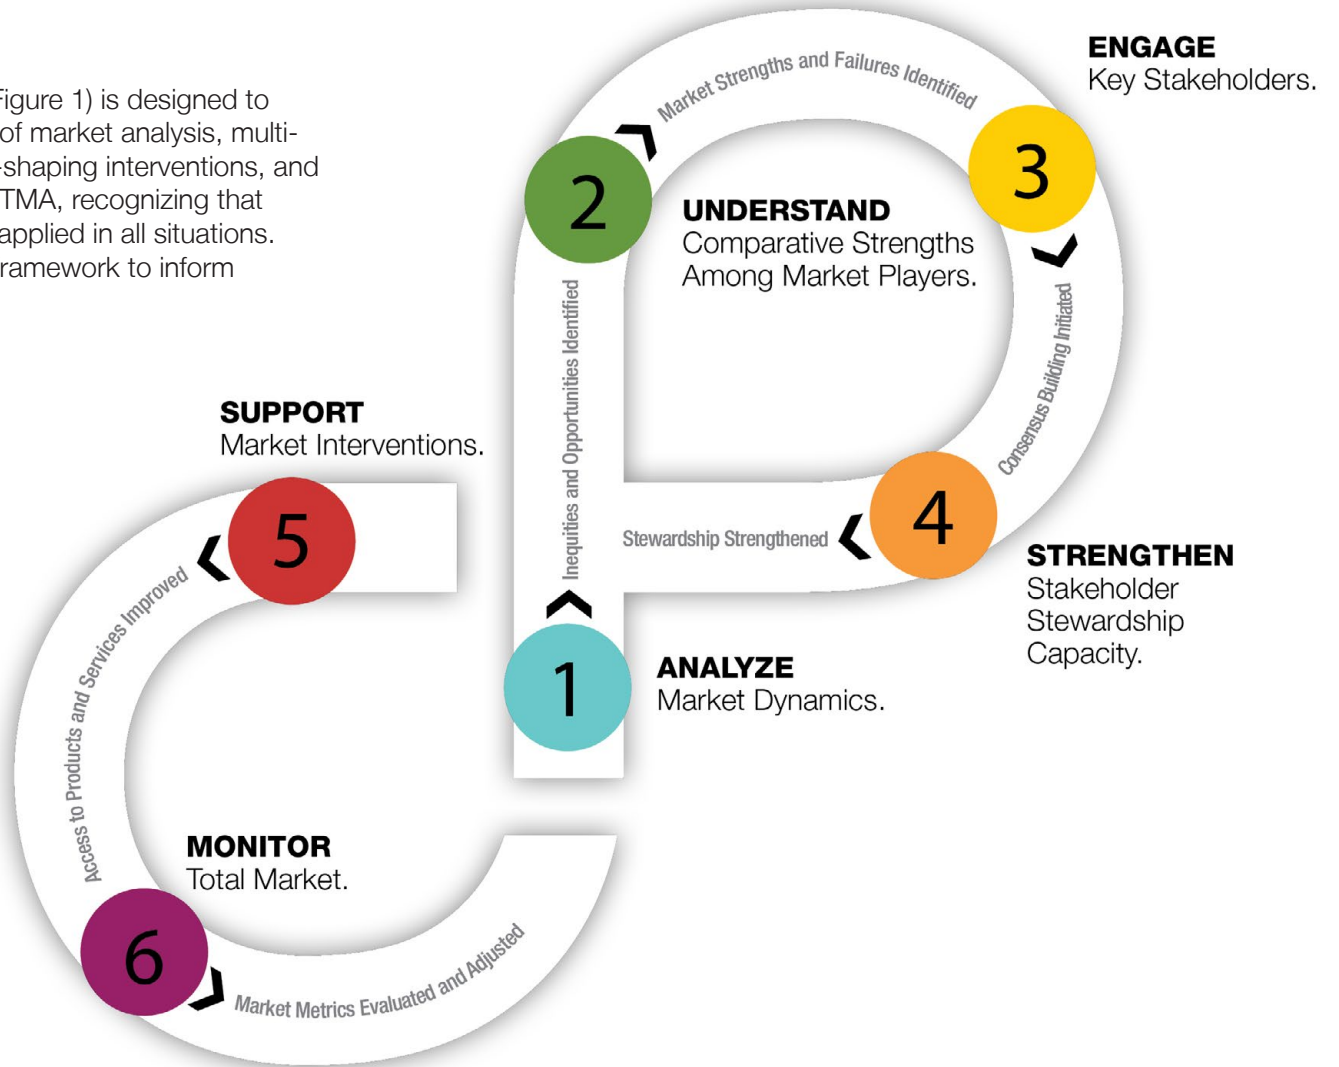 Figure 1) is designed to
of market analysis, multi-
-shaping interventions, and
TMA, recognizing that
applied in all situations.
ramework to inform
ENGAGE
Key Stakeholders.
Market Strengths and Failures Identified
3
2
UNDERSTAND
Comparative Strengths
Among Market Players.
Inequities and Opportunities Identified
Consensus Building Initiated
SUPPORT
Market Interventions.
5
4
Stewardship Strengthened
STRENGTHEN
Stakeholder
Stewardship
Capacity.
1
ANALYZE
Market Dynamics.
Access to Products and Services Improved
MONITOR
Total Market.
6
Market Metrics Evaluated and Adjusted